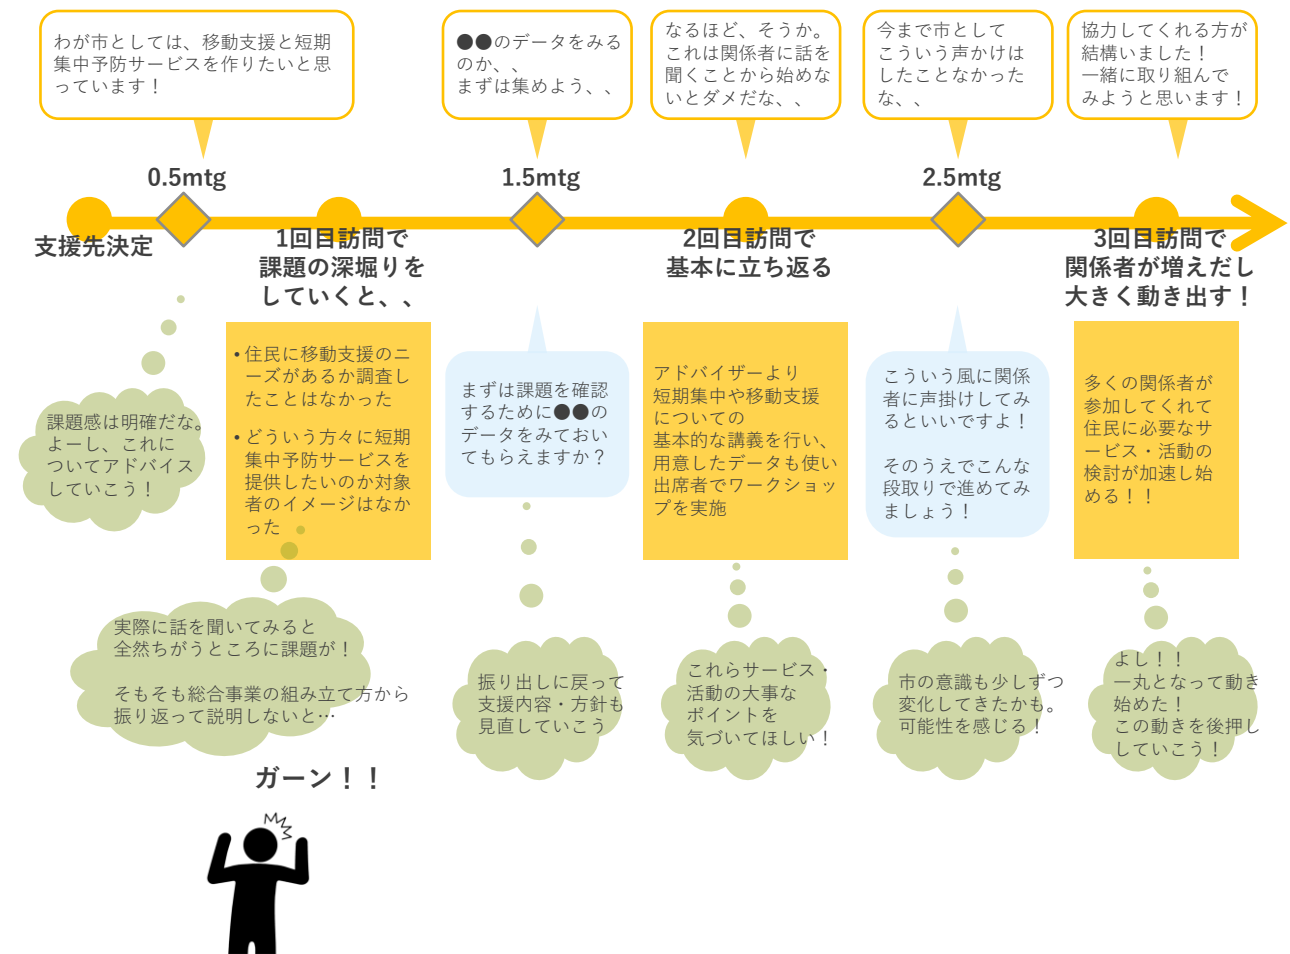 わが市としては、移動支援と短期
集中予防サービスを作りたいと思
っています！
●●のデータをみる
のか、、
まずは集めよう、、
なるほど、そうか。
これは関係者に話を
聞くことから始めな
いとダメだな、、
今まで市として
こういう声かけは
したことなかった
な、、
協力してくれる方が
結構いました！
一緒に取り組んで
みようと思います！
0.5mtg
1.5mtg
2.5mtg
支援先決定
1回目訪問で
課題の深堀りを
していくと、、
2回目訪問で
基本に立ち返る
3回目訪問で
関係者が増えだし
大きく動き出す！
課題感は明確だな。
よーし、これに
ついてアドバイス
していこう！
• 住民に移動支援のニ
ーズがあるか調査し
たことはなかった
• どういう方々に短期
集中予防サービスを
提供したいのか対象
者のイメージはなか
った
まずは課題を確認
するために●●の
データをみておい
てもらえますか？
アドバイザーより
短期集中や移動支援
についての
基本的な講義を行い、
用意したデータも使い
出席者でワークショッ
プを実施
こういう風に関係
者に声掛けしてみ
るといいですよ！
そのうえでこんな
段取りで進めてみ
ましょう！
多くの関係者が
参加してくれて
住民に必要なサ
ービス・活動の
検討が加速し始
める！！
実際に話を聞いてみると
全然ちがうところに課題が！
そもそも総合事業の組み立て方から
振り返って説明しないと…
振り出しに戻って
支援内容・方針も
見直していこう
これらサービス・
活動の大事な
ポイントを
気づいてほしい！
市の意識も少しずつ
変化してきたかも。
可能性を感じる！
よし！！
一丸となって動き
始めた！
この動きを後押し
していこう！
ガーン！！